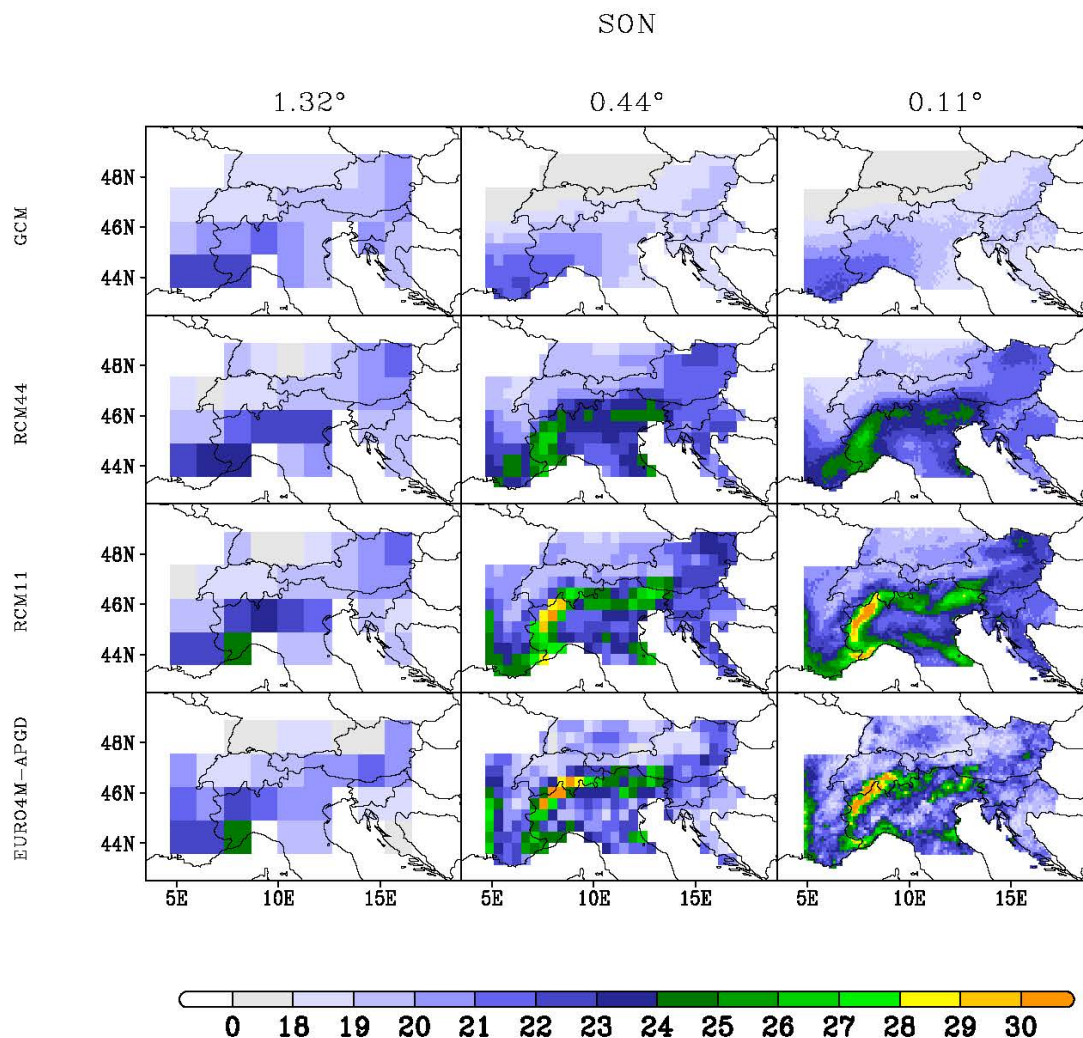 SON
1.32° 0.44° 0.11°
GCM
48N
46N
44N
RCM44
48N
46N
44N
RCM11
48N
46N
44N
EURO4M-APGD
48N
46N
44N
5E 10E 15E 5E 10E 15E 5E 10E 15E
0 18 19 20 21 22 23 24 25 26 27 28 29 30